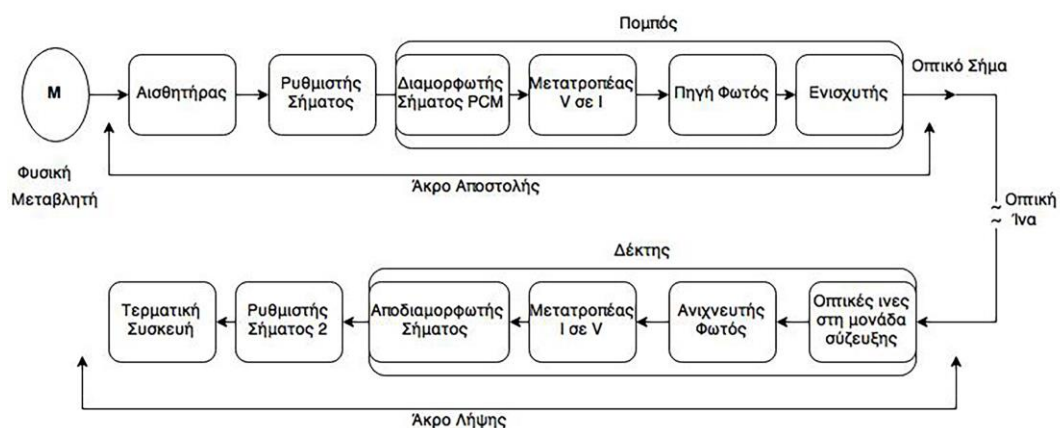 Πομπός
Μ
Αισθητήρας
Ρυθμιστής
Σήματος
Διαμορφωτής
Σήματος PCM
Μετατροπέας
V σε I
Πηγή Φωτός
Ενισχυτής
Οπτικό Σήμα
Φυσική
Μεταβλητή
Άκρο Αποστολής
Οπτική
Ίνα
~
~
Δέκτης
Τερματική
Συσκευή
Ρυθμιστής
Σήματος 2
Αποδιαμορφωτής
Σήματος
Μετατροπέας
I σε V
Ανιχνευτής
Φωτός
Οπτικές ινες
στη μονάδα
σύζευξης
Άκρο Λήψης